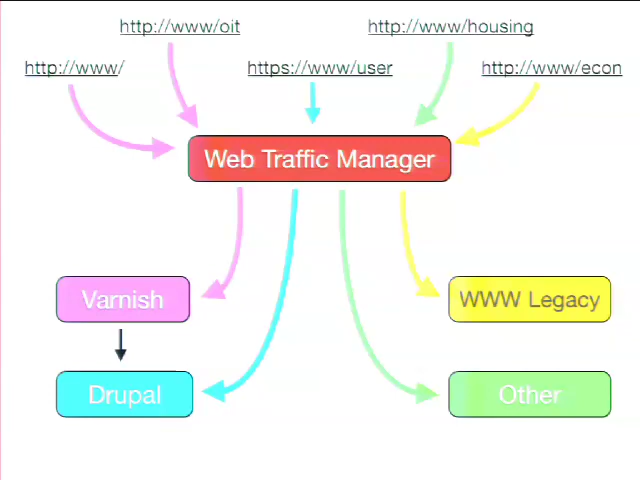 http://www/oit
http://www/housing
http://www/
https://www/user
http://www/econ
Web Traffic Manager
Varnish
WWW Legacy
Drupal
Other